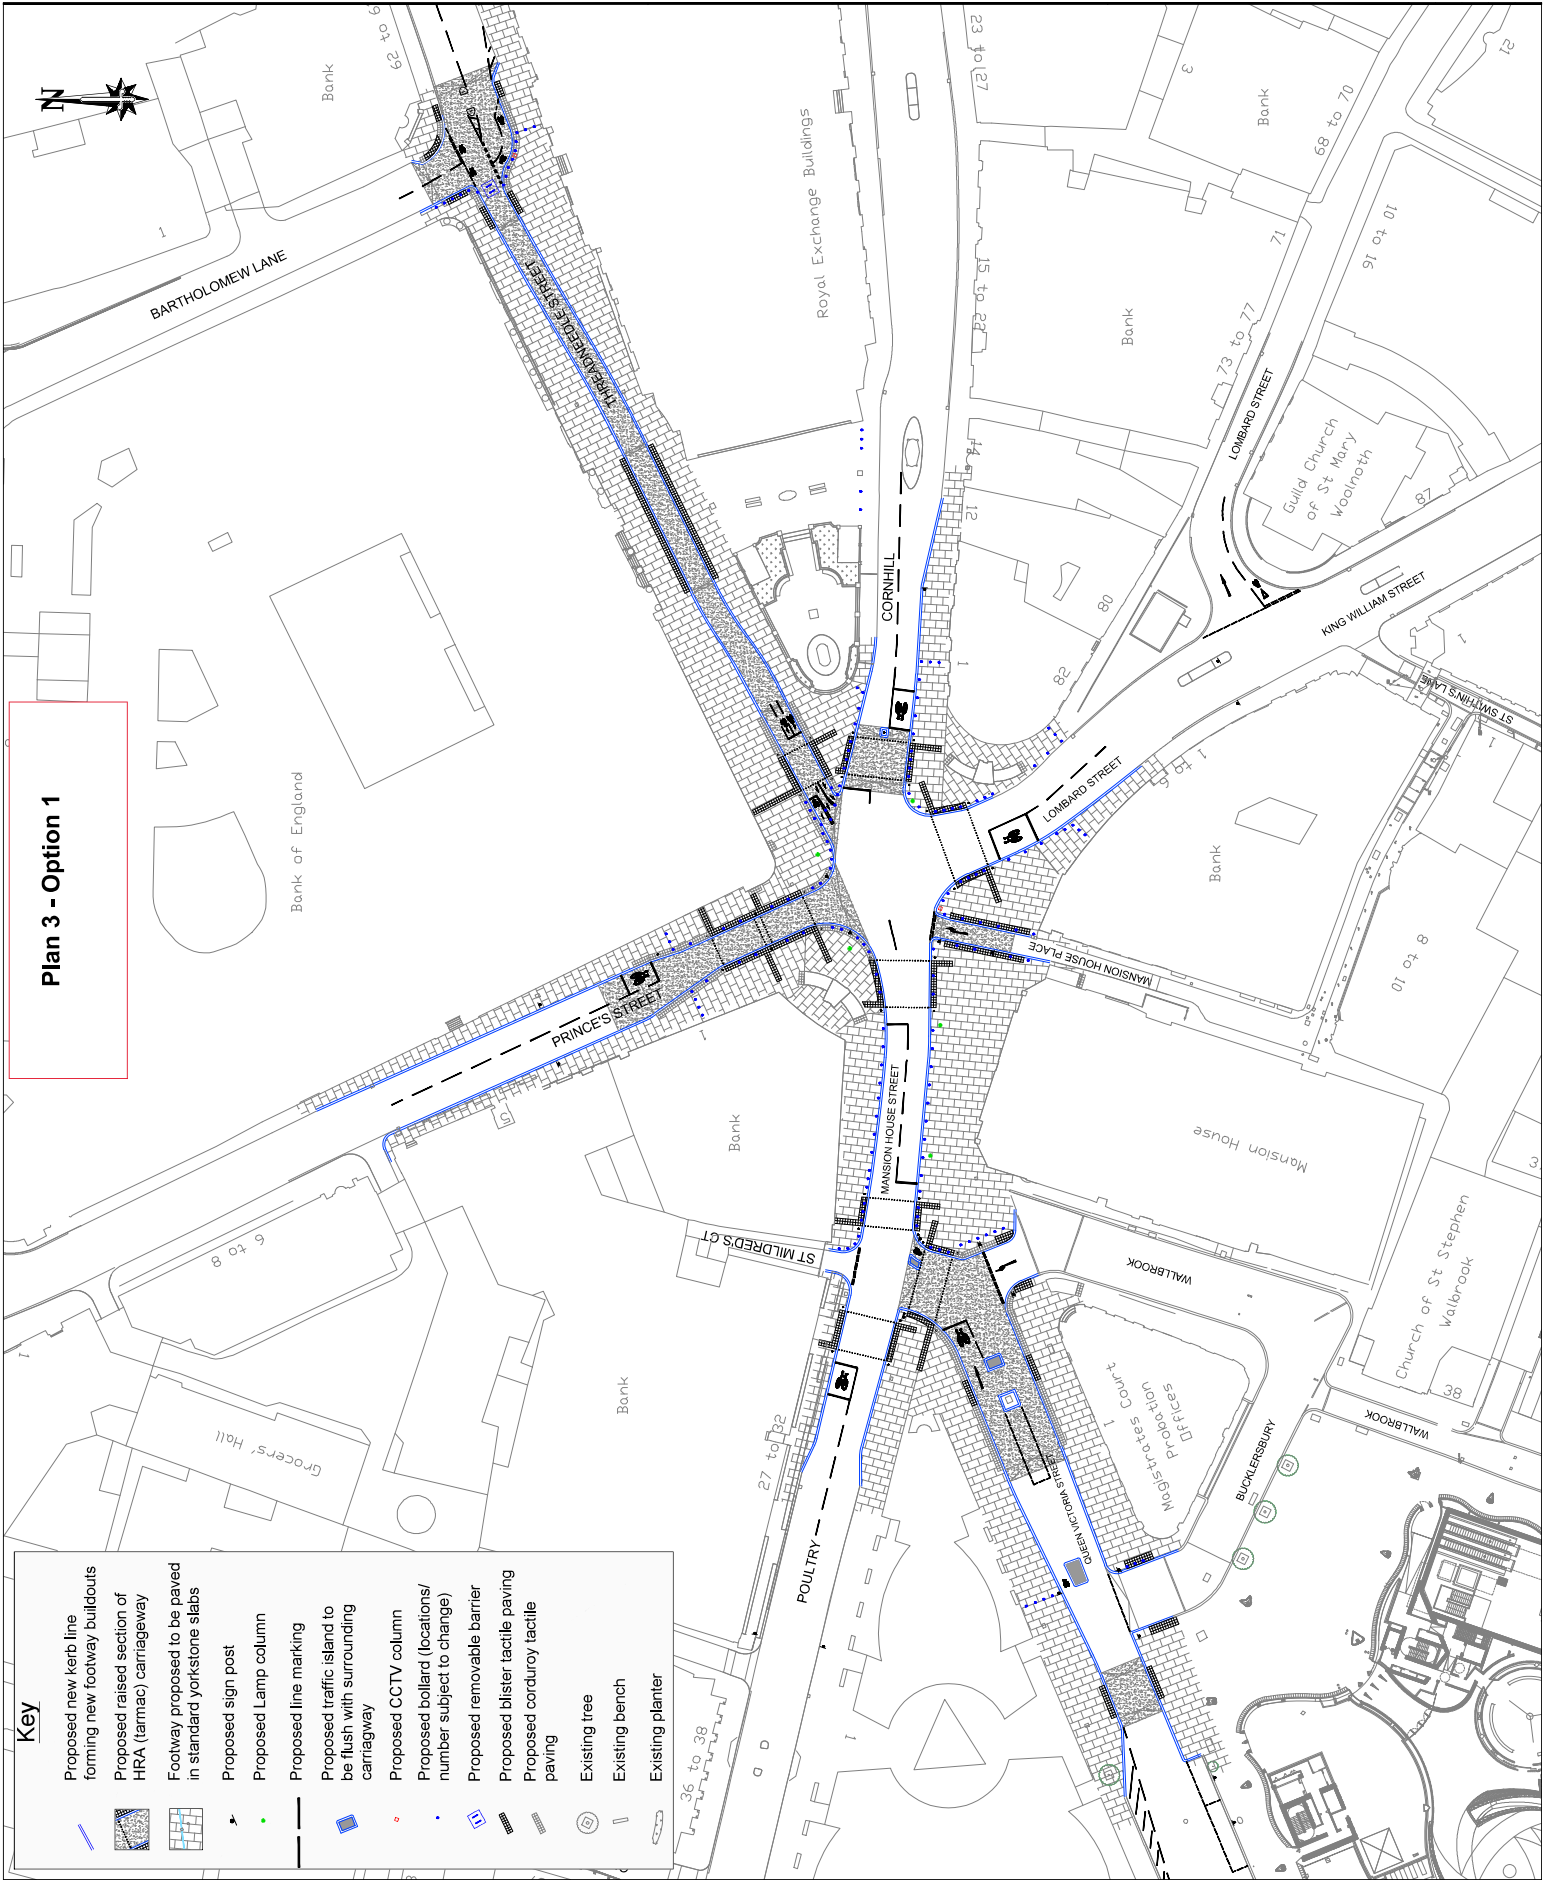 Plan 3 - Option 1
N
Key
Proposed new kerb line
forming new footway buildouts
Proposed raised section of
HRA (tarmac) carriageway
Footway proposed to be paved
in standard yorkstone slabs
Proposed sign post
Proposed Lamp column
Proposed line marking
Proposed traffic island to
be flush with surrounding
carriagway
Proposed CCTV column
Proposed bollard (locations/
number subject to change)
Proposed removable barrier
Proposed blister tactile paving
Proposed corduroy tactile
paving
Existing tree
Existing bench
Existing planter
Bank
1
BARTHOLOMEW LANE
THREADNEEDLE STREET
Royal Exchange Buildings
23 to 27
3
Bank
68 to 70
21
10 to 16
71
73 to 77
15 to 22
Bank
LOMBARD STREET
Guild Church
of St Mary
Woolnoth
87
14
12
CORNHILL
1
80
82
KING WILLIAM STREET
ST SWITHIN'S LANE
1
1
LOMBARD STREET
1 to 6
Bank
8 to 10
MANSION HOUSE PLACE
Bank of England
PRINCE'S STREET
1
5
Bank
MANSION HOUSE STREET
Mansion House
ST MILDRED'S CT
6 to 8
1
Grocers' Hall
Bank
27 to 32
POULTRY
36 to 38
1
WALLBROOK
Church of St Stephen
Walbrook
38
WALLBROOK
Magistrates Court
Probation
Offices
1
BUCKLERSBURY
QUEEN VICTORIA STREET